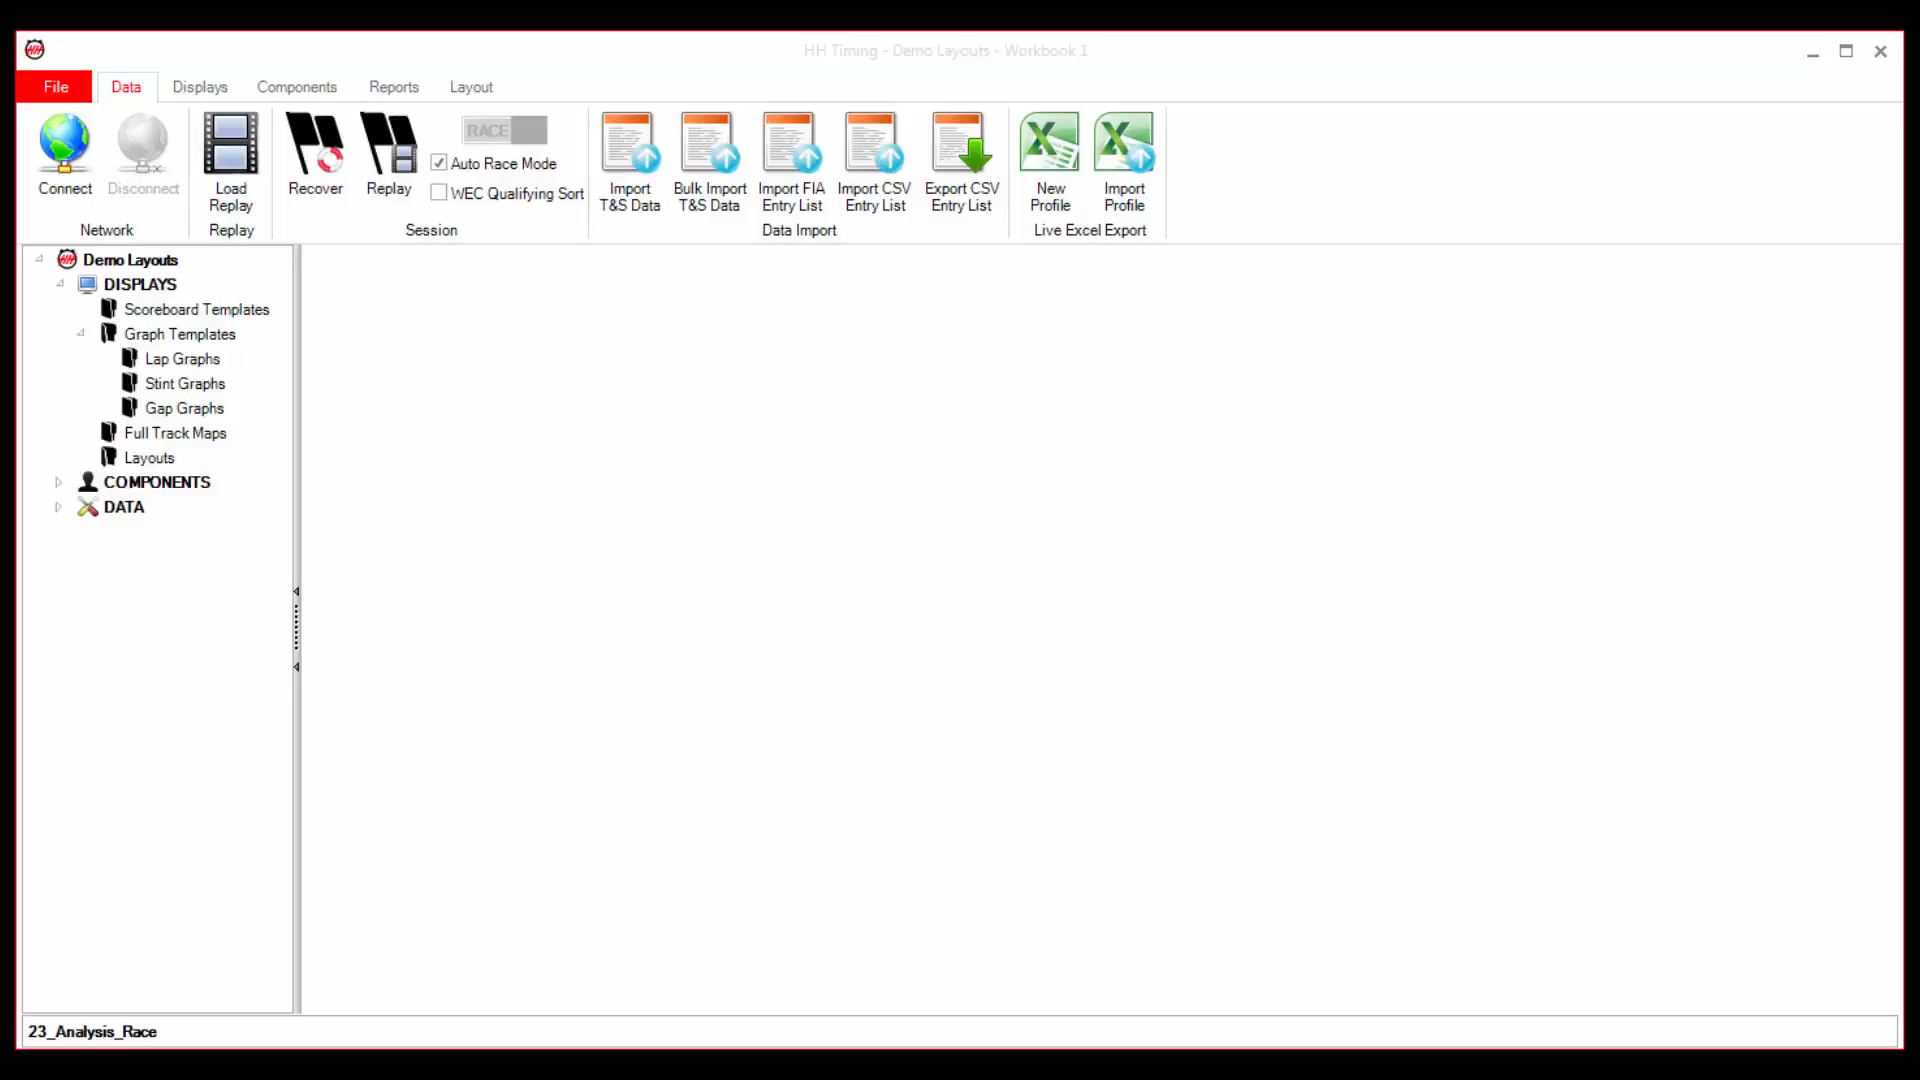 HH Timing - Demo Layouts - Workbook 1
File Data Displays Components Reports Layout
RACE
Auto Race Mode
WEC Qualifying Sort
Connect Disconnect Load Replay Recover Replay
Import T&S Data Bulk Import T&S Data Import FIA Entry List Import CSV Entry List Export CSV Entry List New Profile Import Profile
Network Replay Session Data Import Live Excel Export
Demo Layouts
DISPLAYS
Scoreboard Templates
Graph Templates
Lap Graphs
Stint Graphs
Gap Graphs
Full Track Maps
Layouts
COMPONENTS
DATA
23_Analysis_Race